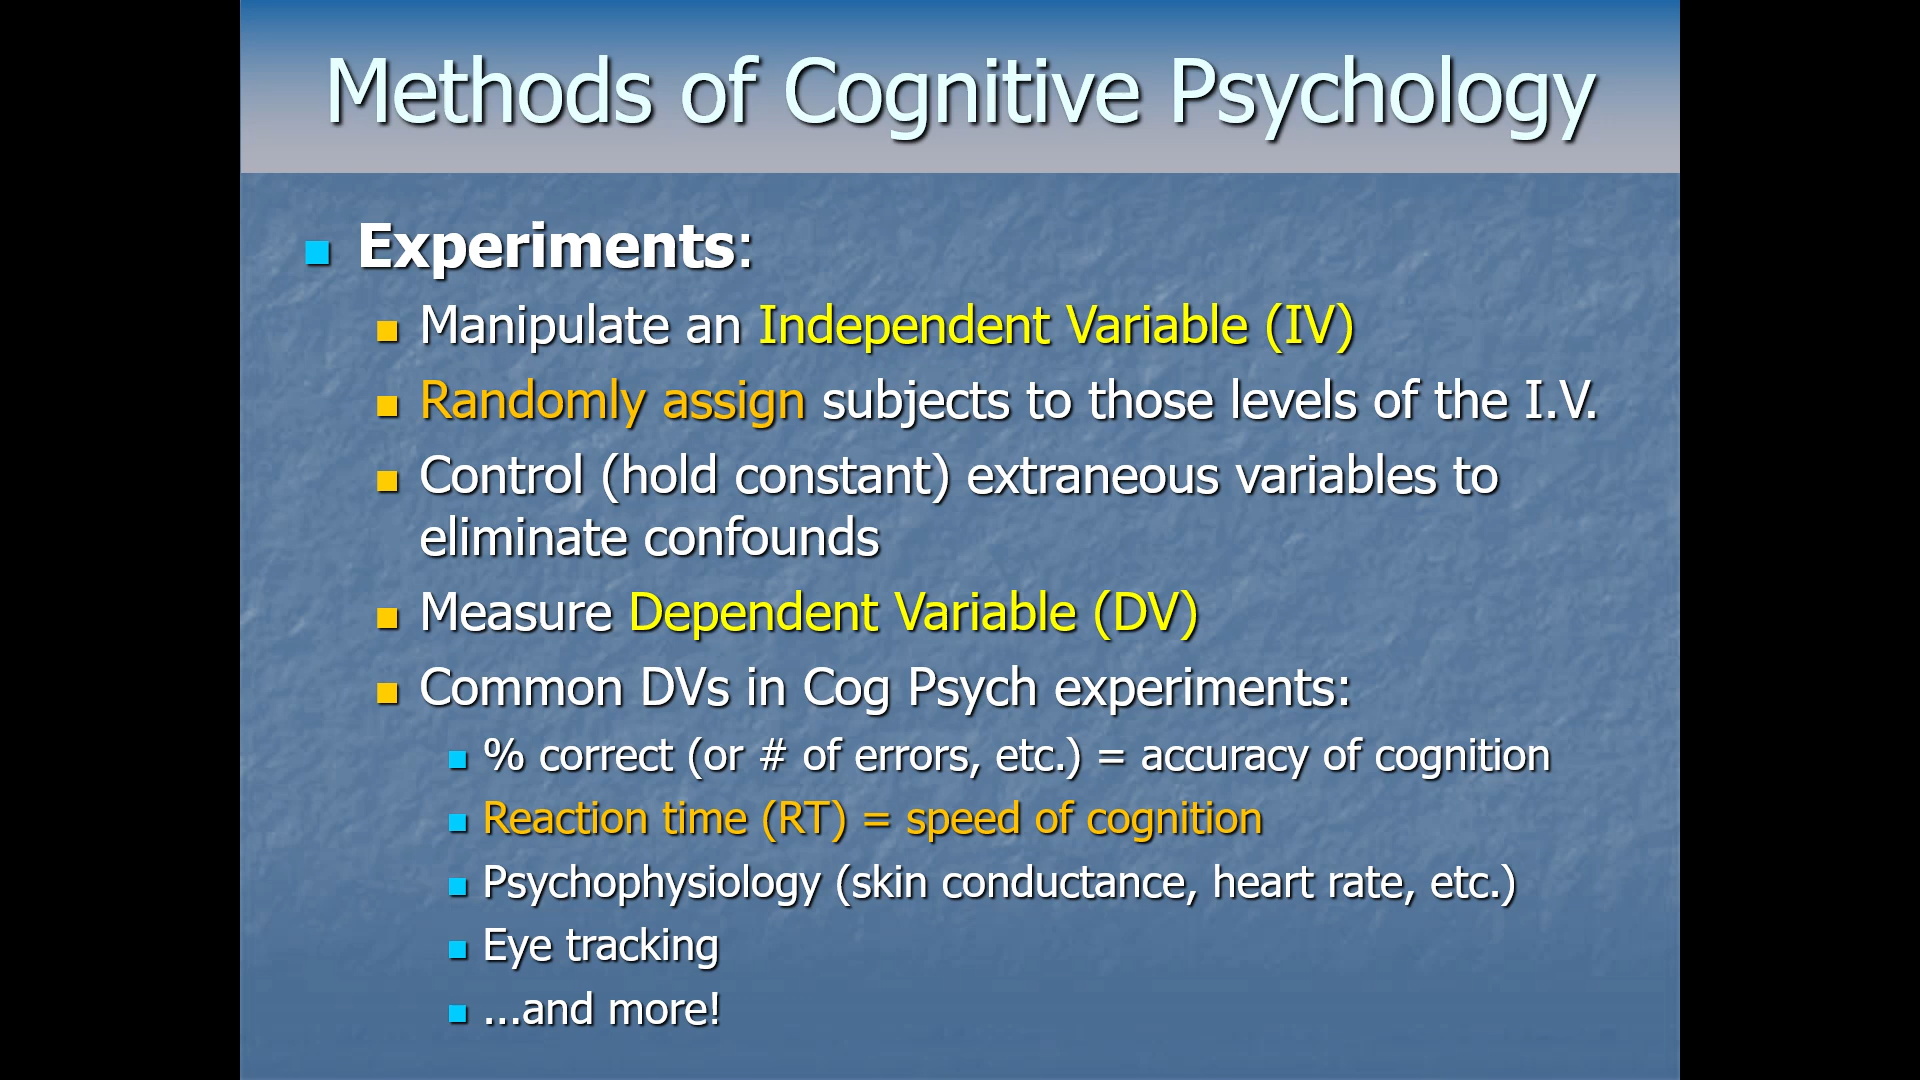 Methods of Cognitive Psychology
Experiments:
Manipulate an Independent Variable (IV)
Randomly assign subjects to those levels of the I.V.
Control (hold constant) extraneous variables to
eliminate confounds
Measure Dependent Variable (DV)
Common DVs in Cog Psych experiments:
% correct (or # of errors, etc.) = accuracy of cognition
Reaction time (RT) = speed of cognition
Psychophysiology (skin conductance, heart rate, etc.)
Eye tracking
...and more!